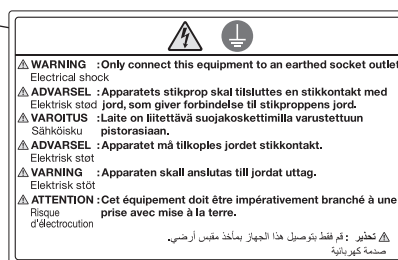 ⚠ WARNING : Only connect this equipment to an earthed socket outlet
Electrical shock
⚠ ADVARSEL : Apparatets stikprop skal tilsluttes en stikkontakt med
Elektrisk stød jord, som giver forbindelse til stikproppens jord.
⚠ VAROITUS : Laite on liitettävä suojakoskettimilla varustettuun
Sähköisku pistorasiaan.
⚠ ADVARSEL : Apparatet må tilkoples jordet stikkontakt.
Elektrisk støt
⚠ VARNING : Apparaten skall anslutas till jordat uttag.
Elektrisk stöt
⚠ ATTENTION : Cet équipement doit être impérativement branché à une
Risque prise avec mise à la terre.
d'électrocution
⚠ تحذير : قم فقط بتوصيل هذا الجهاز بمأخذ مقبس أرضي.
صدمة كهربائية